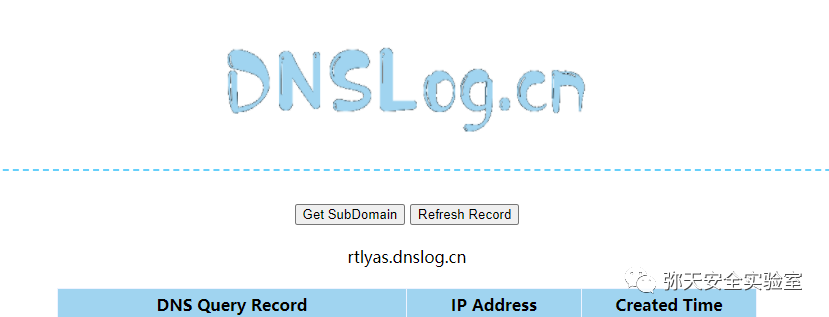 DNSLog.cn
Get SubDomain Refresh Record
rtlyas.dnslog.cn
弥天安全实验室
DNS Query Record IP Address Created Time